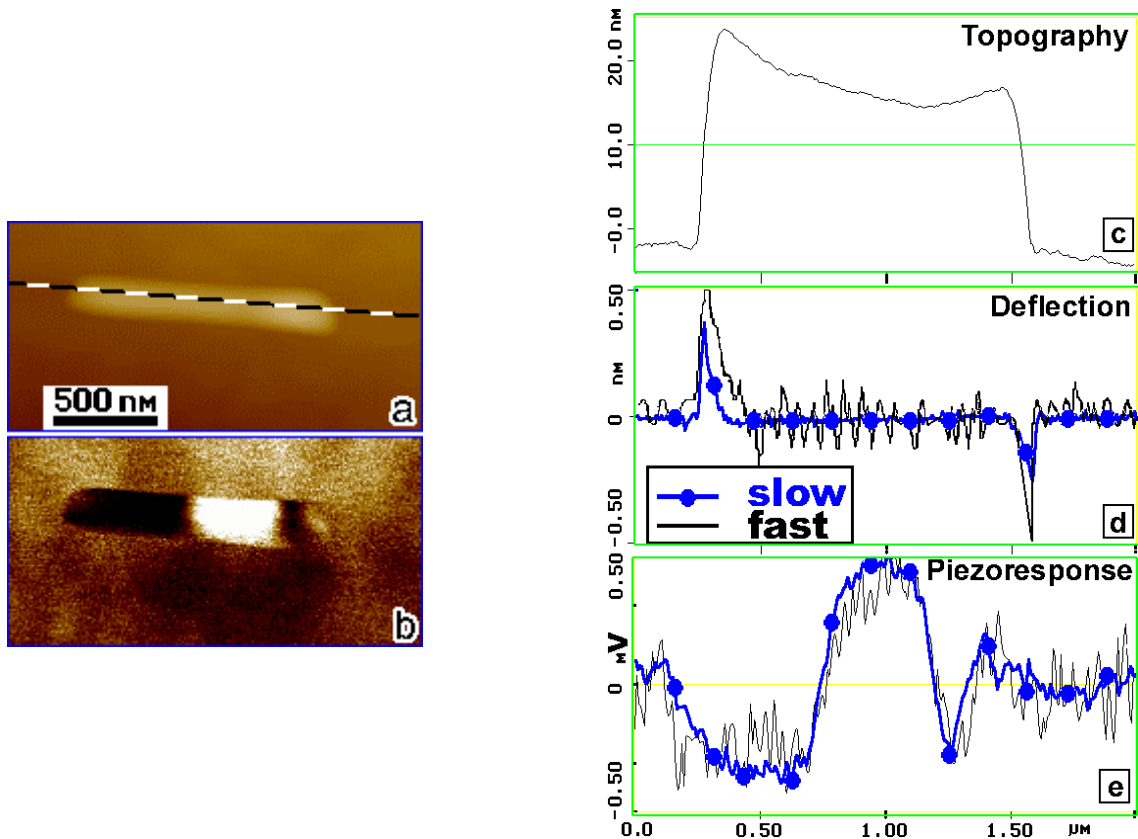 500 nм
a
b
Topography
20.0 nм
10.0
-0.0
c
Deflection
0.50
nм
0
-0.50
slow
fast
d
Piezoresponse
0.50
мV
0
-0.50
e
0.0 0.50 1.00 1.50 µм